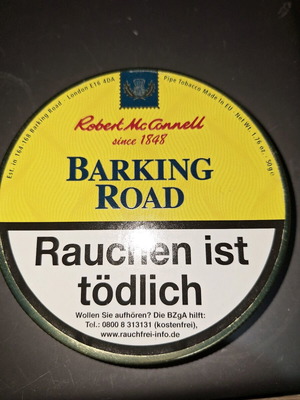 Est. in 164-168 Barking Road - London E16 4DA
Pipe Tobacco Made In EU - Net Wt. 1,76 oz. 50g e
Robert McConnell
since 1848
BARKING
ROAD
Rauchen ist
tödlich
Wollen Sie aufhören? Die BZgA hilft:
Tel.: 0800 8 313131 (kostenfrei),
www.rauchfrei-info.de